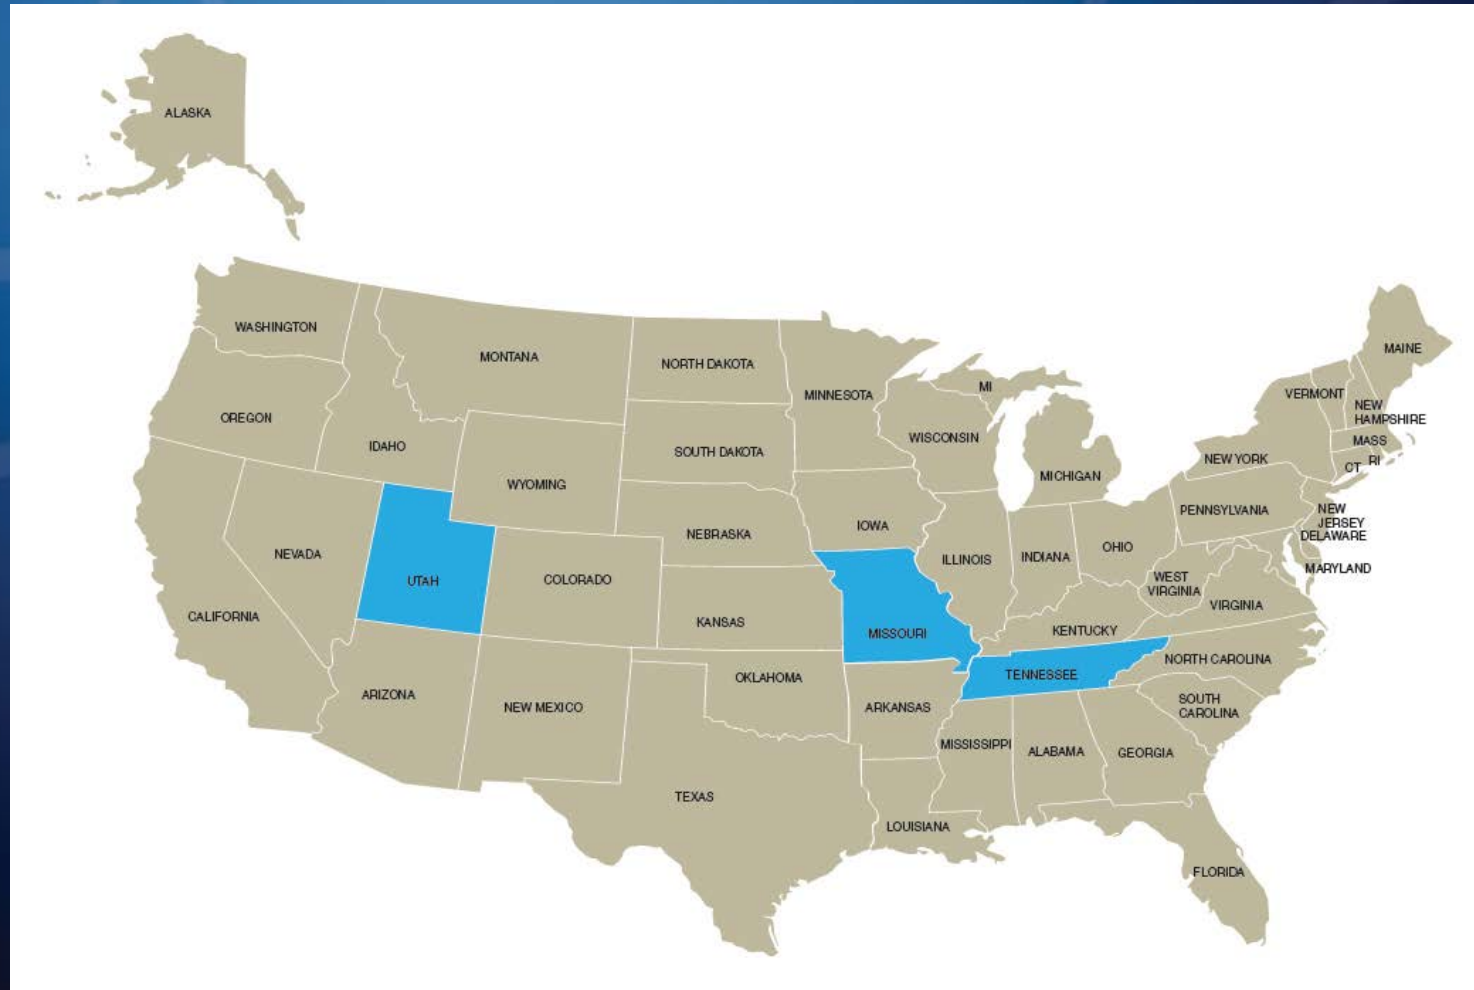 ALASKA
WASHINGTON
MONTANA
NORTH DAKOTA
MINNESOTA
MI
MAINE
VERMONT
NEW
HAMPSHIRE
OREGON
IDAHO
WYOMING
SOUTH DAKOTA
WISCONSIN
MICHIGAN
NEW YORK
MASS
CT
RI
NEVADA
UTAH
COLORADO
NEBRASKA
IOWA
ILLINOIS
INDIANA
OHIO
PENNSYLVANIA
NEW
JERSEY
DELAWARE
MARYLAND
WEST
VIRGINIA
VIRGINIA
CALIFORNIA
KANSAS
MISSOURI
KENTUCKY
ARIZONA
NEW MEXICO
OKLAHOMA
ARKANSAS
TENNESSEE
NORTH CAROLINA
SOUTH
CAROLINA
TEXAS
LOUISIANA
MISSISSIPPI
ALABAMA
GEORGIA
FLORIDA